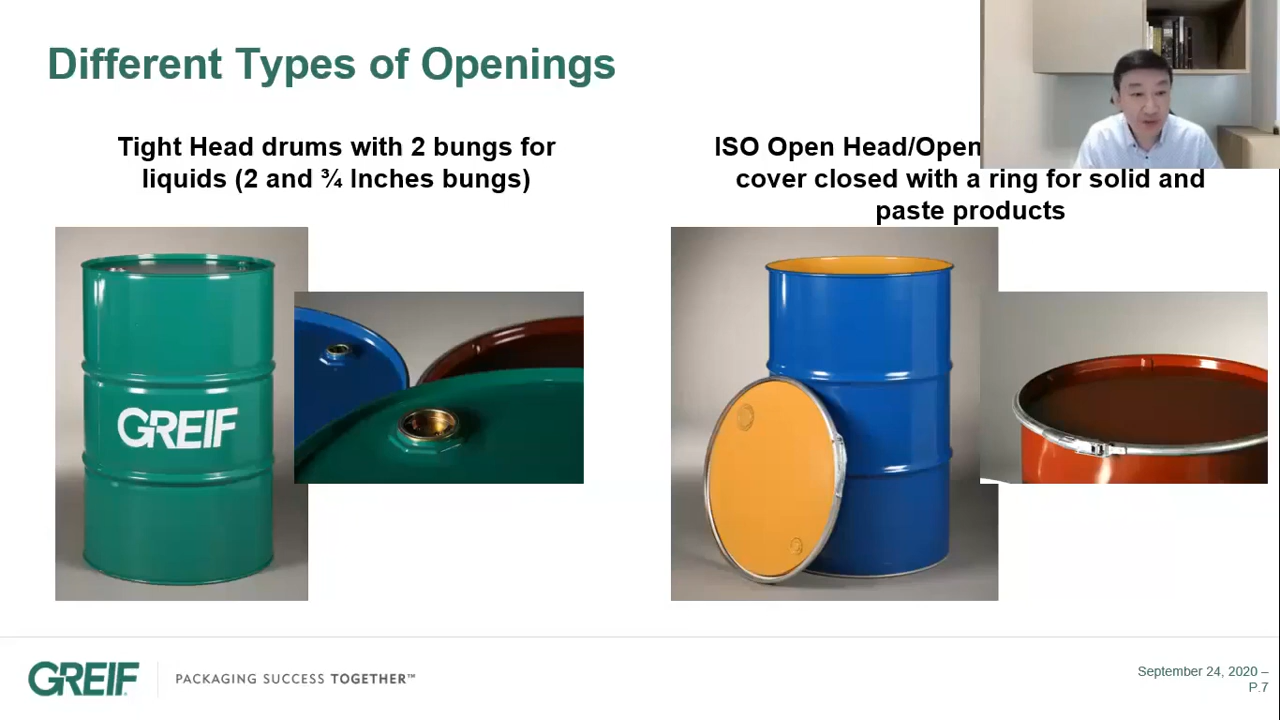 Different Types of Openings
Tight Head drums with 2 bungs for
liquids (2 and ¾ Inches bungs)
ISO Open Head/Open
cover closed with a ring for solid and
paste products
GREIF
GREIF
PACKAGING SUCCESS TOGETHER™
September 24, 2020 –
P.7